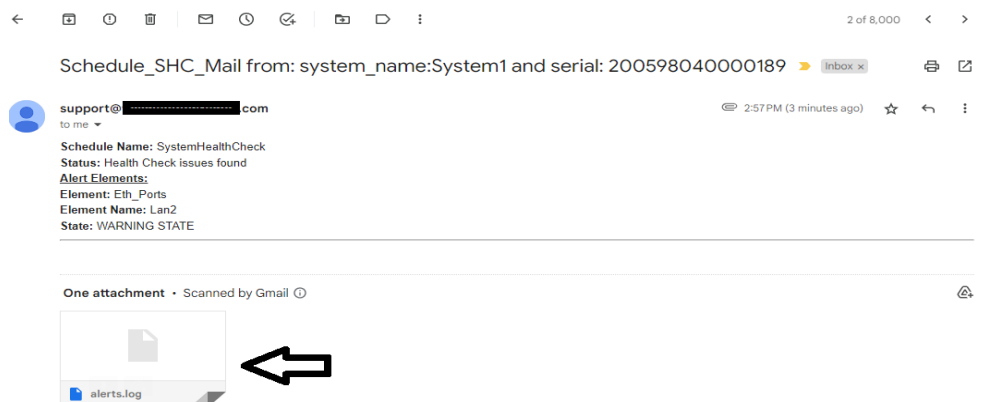 2 of 8,000
Schedule_SHC_Mail from: system_name:System1 and serial: 200598040000189 Inbox x
support@ .com 2:57 PM (3 minutes ago)
to me
Schedule Name: SystemHealthCheck
Status: Health Check issues found
Alert Elements:
Element: Eth_Ports
Element Name: Lan2
State: WARNING STATE
One attachment • Scanned by Gmail
alerts.log